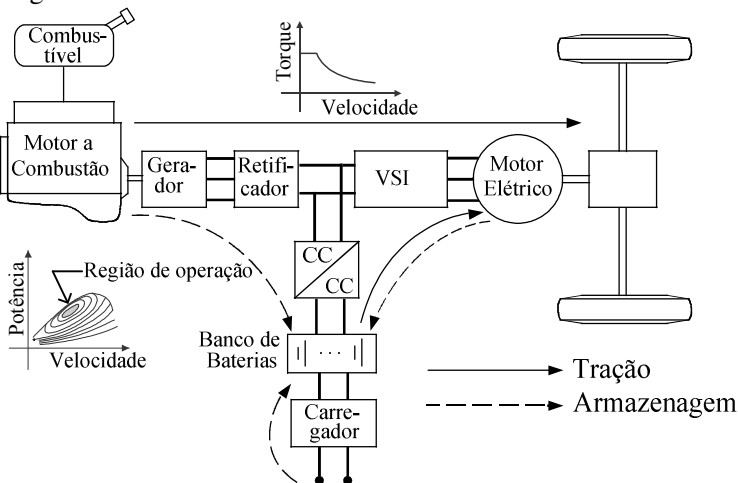 Combus-
tível
Torque
Velocidade
Motor a
Combustão
Gera-
dor
Retifi-
cador
VSI
Motor
Elétrico
CC
CC
Potência
Região de operação
Velocidade
Banco de
Baterias
Carre-
gador
Tração
Armazenagem